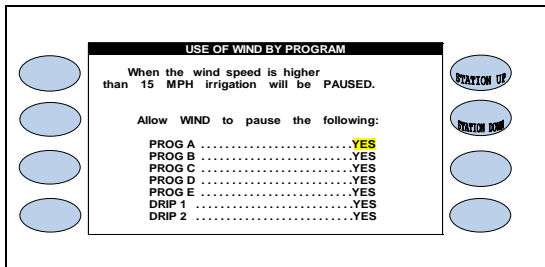 USE OF WIND BY PROGRAM
When the wind speed is higher
than 15 MPH irrigation will be PAUSED.
STATION UP
Allow WIND to pause the following:
STATION DOWN
PROG A .........................YES
PROG B .........................YES
PROG C .........................YES
PROG D .........................YES
PROG E .........................YES
DRIP 1 ..........................YES
DRIP 2 ..........................YES